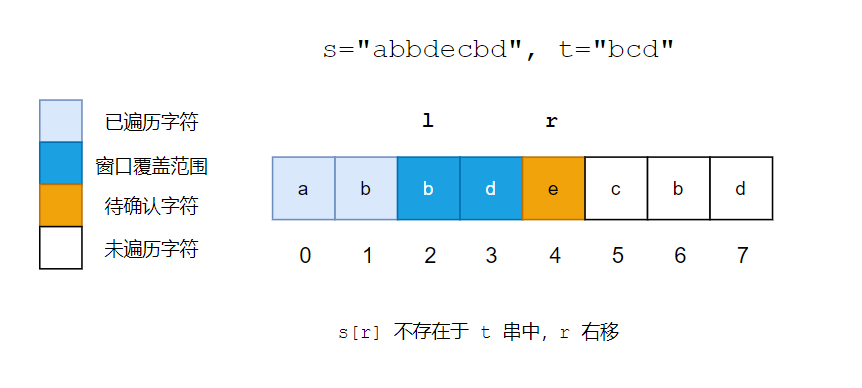 s="abbdecbd", t="bcd"
已遍历字符
窗口覆盖范围
待确认字符
未遍历字符
l r
a b b d e c b d
0 1 2 3 4 5 6 7
s[r] 不存在于 t 串中, r 右移